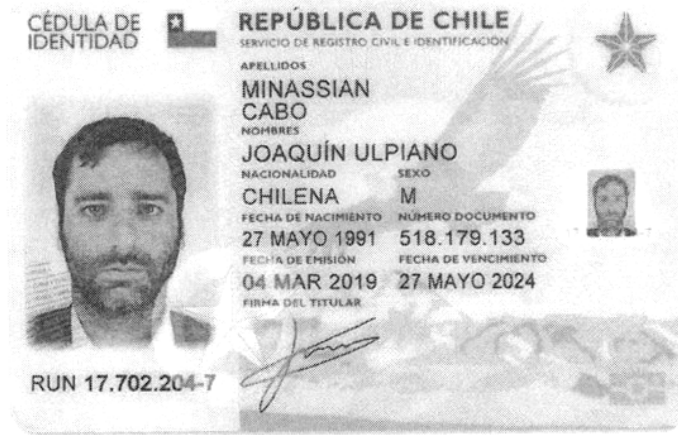 CÉDULA DE
IDENTIDAD
REPÚBLICA DE CHILE
SERVICIO DE REGISTRO CIVIL E IDENTIFICACIÓN
APELLIDOS
MINASSIAN
CABO
NOMBRES
JOAQUÍN ULPIANO
NACIONALIDAD SEXO
CHILENA M
FECHA DE NACIMIENTO NÚMERO DOCUMENTO
27 MAYO 1991 518.179.133
FECHA DE EMISIÓN FECHA DE VENCIMIENTO
04 MAR 2019 27 MAYO 2024
FIRMA DEL TITULAR
RUN 17.702.204-7